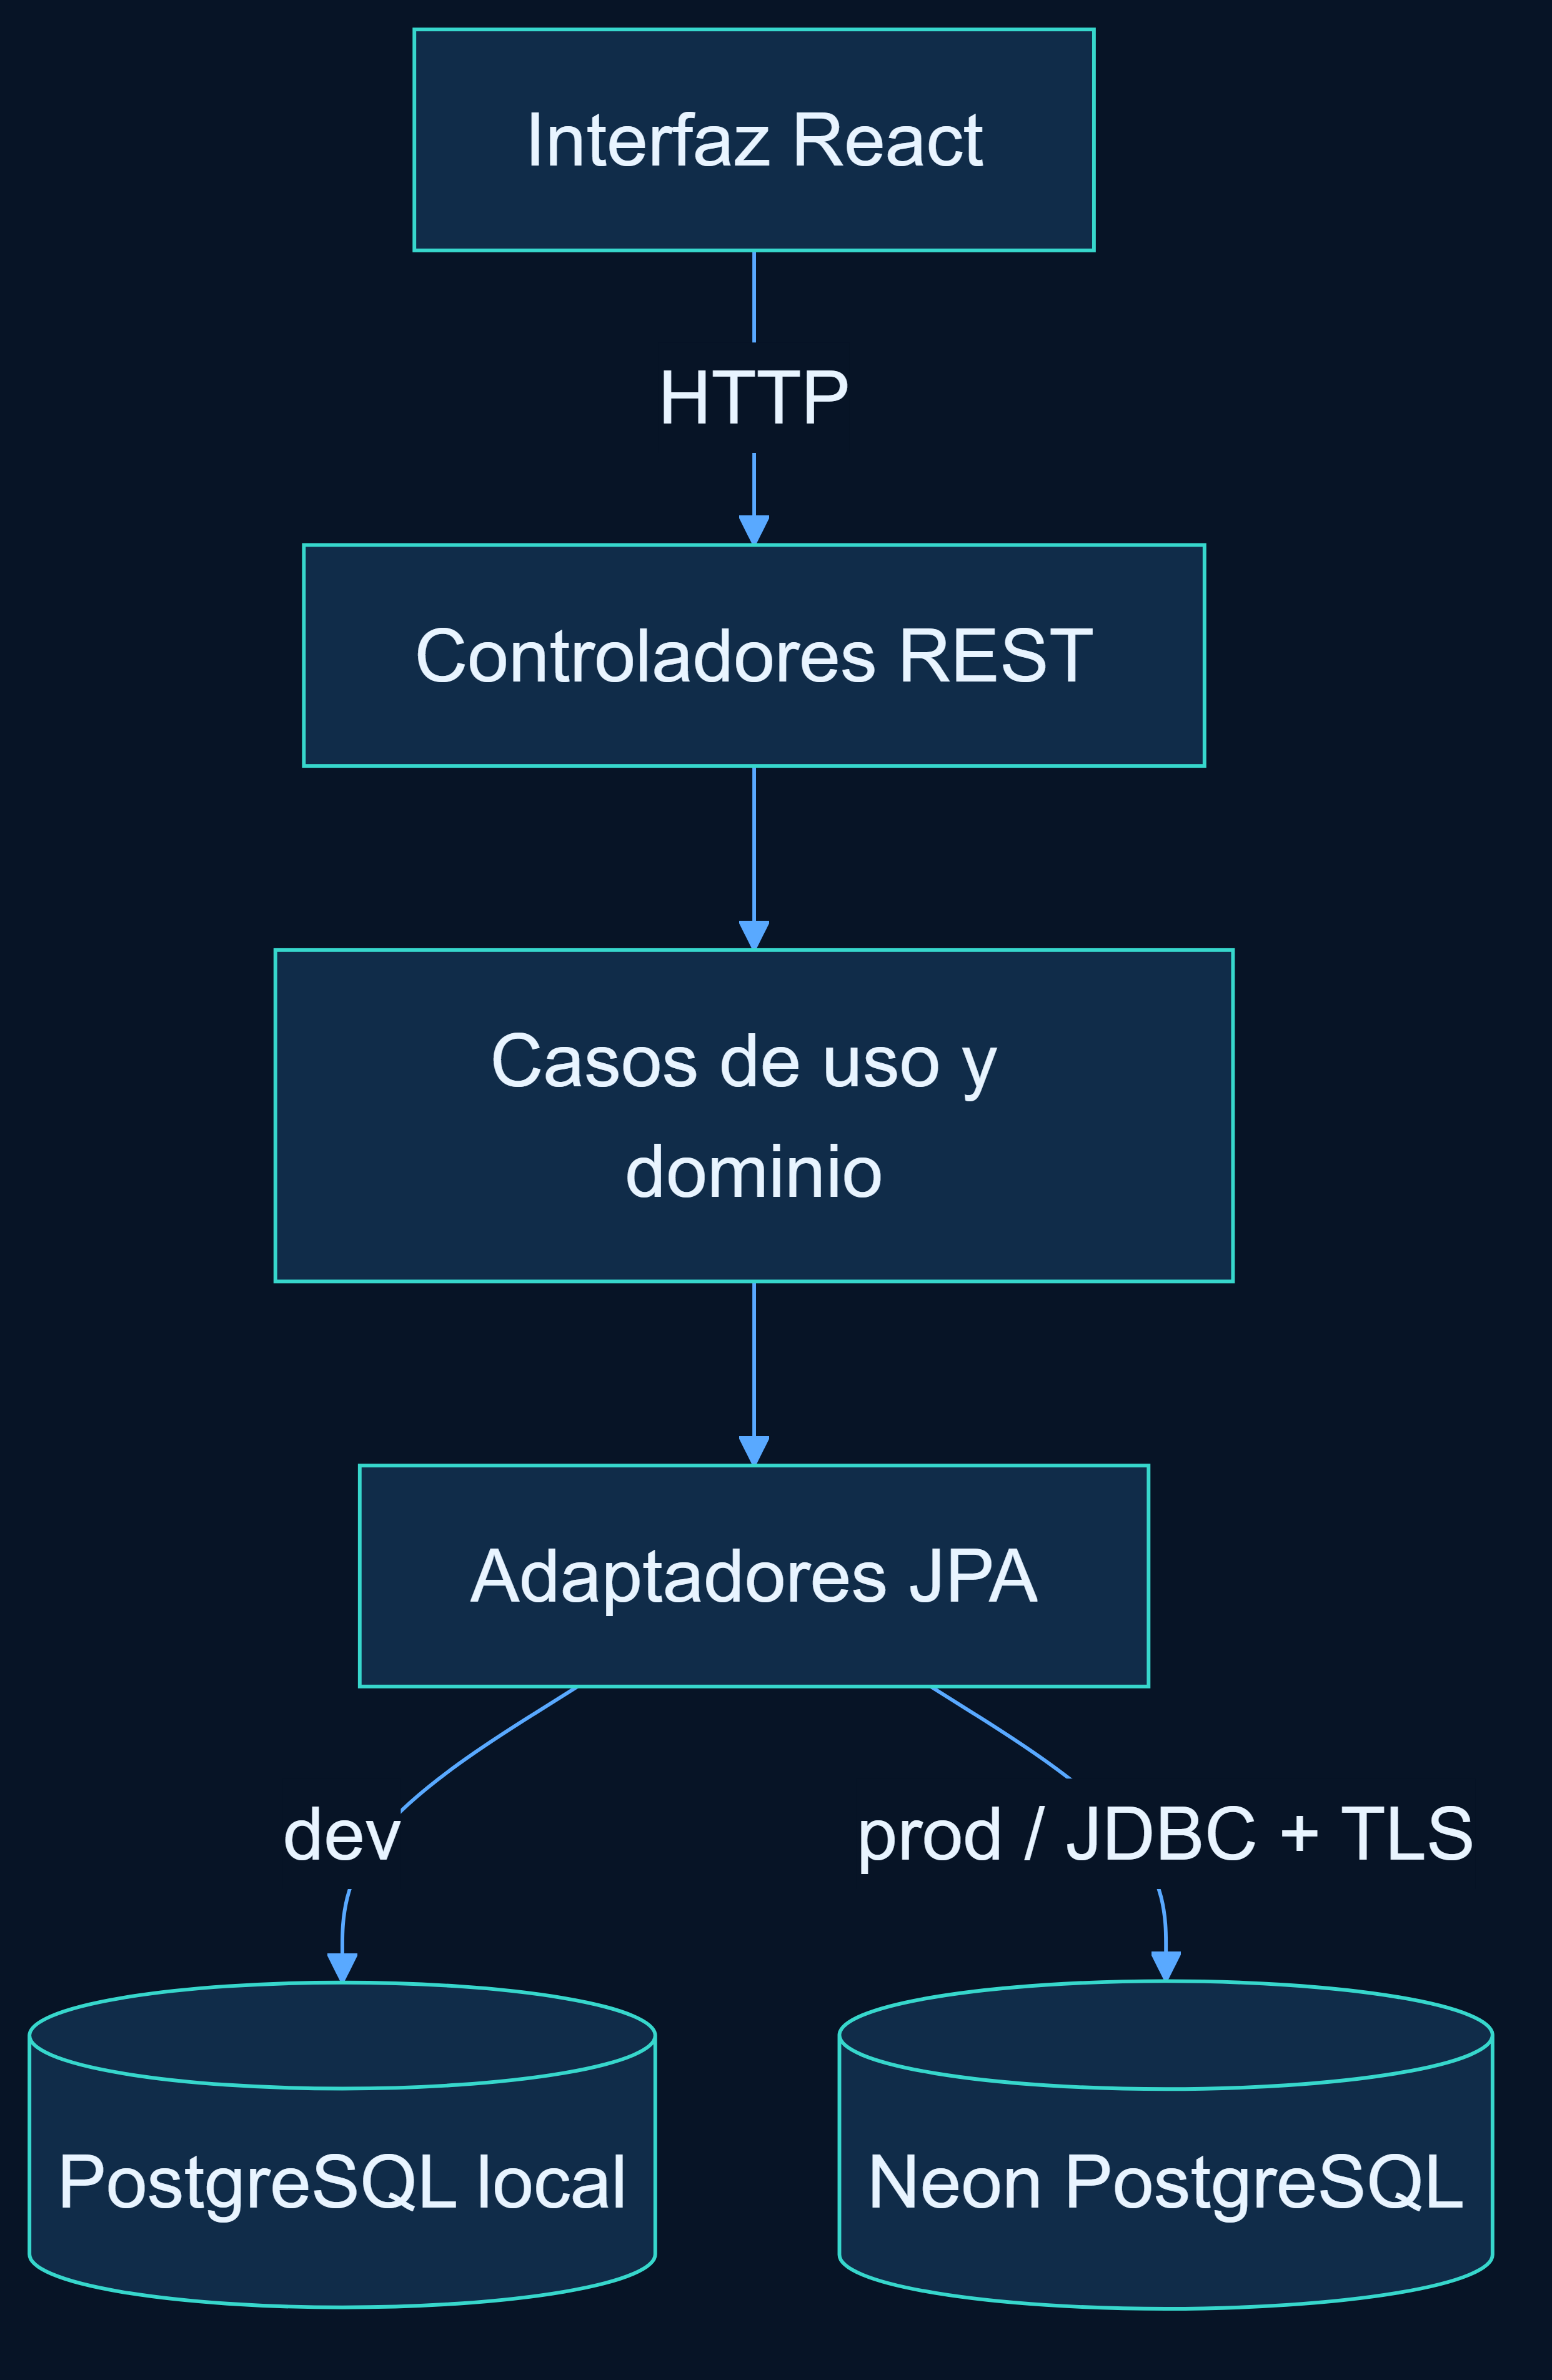 Interfaz React
HTTP
Controladores REST
Casos de uso y
dominio
Adaptadores JPA
dev
prod / JDBC + TLS
PostgreSQL local
Neon PostgreSQL